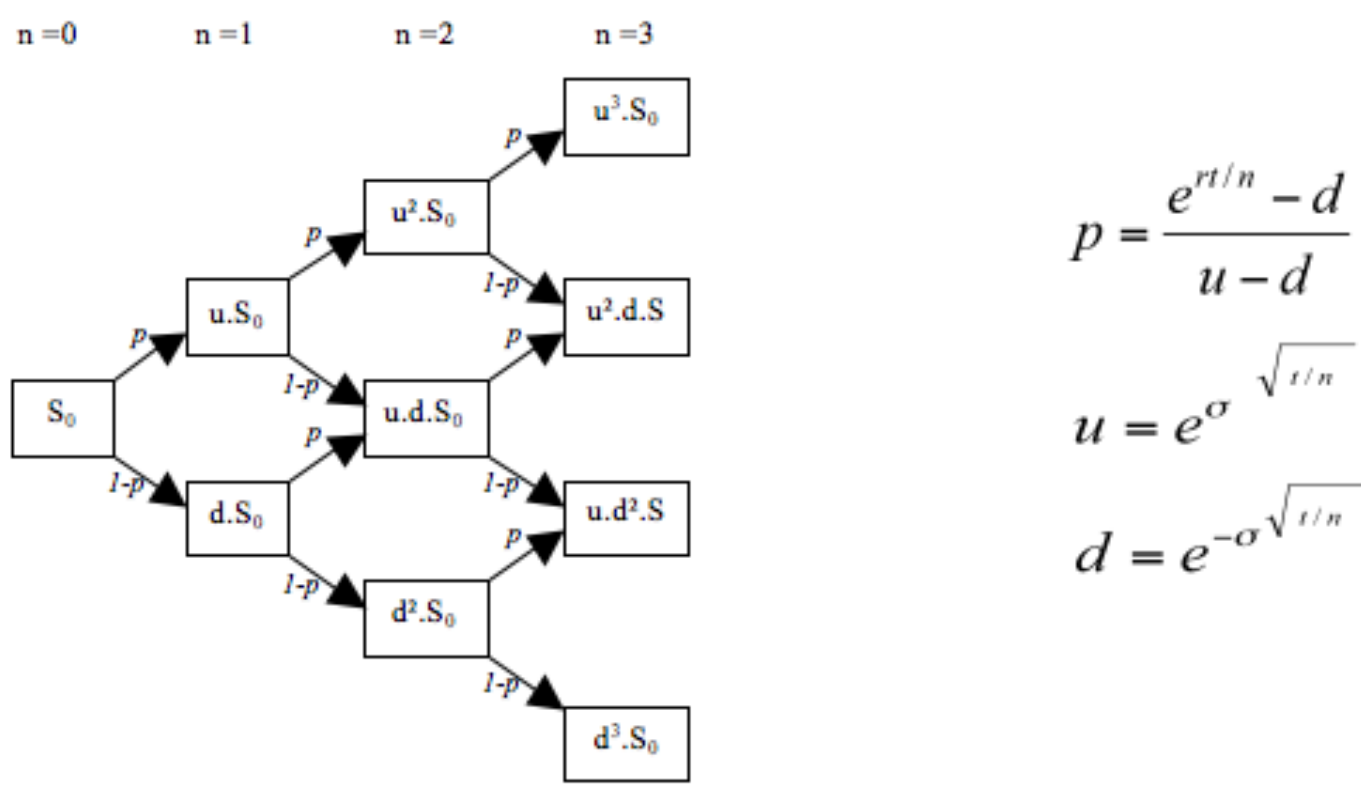 n =0 n =1 n =2 n =3
u³.S₀
p
u².S₀
p
1-p
u.S₀
u².d.S
p
p
1-p
S₀
u.d.S₀
1-p
p
1-p
d.S₀
u.d².S
1-p
p
d².S₀
1-p
d³.S₀
p = (e^{rt/n} − d) / (u − d)
u = e^{σ √(t/n)}
d = e^{−σ √(t/n)}